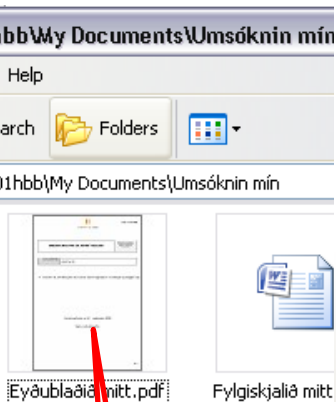 hbb\My Documents\Umsóknin mín
Help
arch Folders
01hbb\My Documents\Umsóknin mín
Eyðublaðið mitt.pdf Fylgiskjalið mitt